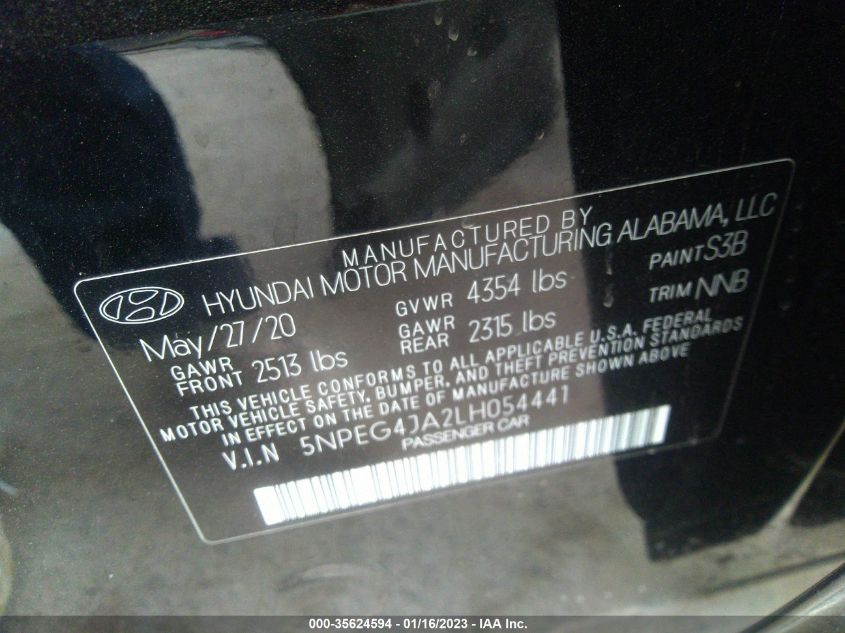 MANUFACTURED BY
HYUNDAI MOTOR MANUFACTURING ALABAMA, LLC
May/27/20 GVWR 4354 lbs PAINT S3B
GAWR FRONT 2513 lbs GAWR REAR 2315 lbs TRIM NNB
THIS VEHICLE CONFORMS TO ALL APPLICABLE U.S.A. FEDERAL
MOTOR VEHICLE SAFETY, BUMPER, AND THEFT PREVENTION STANDARDS
IN EFFECT ON THE DATE OF MANUFACTURE SHOWN ABOVE
V.I.N 5NPEG4JA2LH054441
PASSENGER CAR
000-35624594 - 01/16/2023 - IAA Inc.